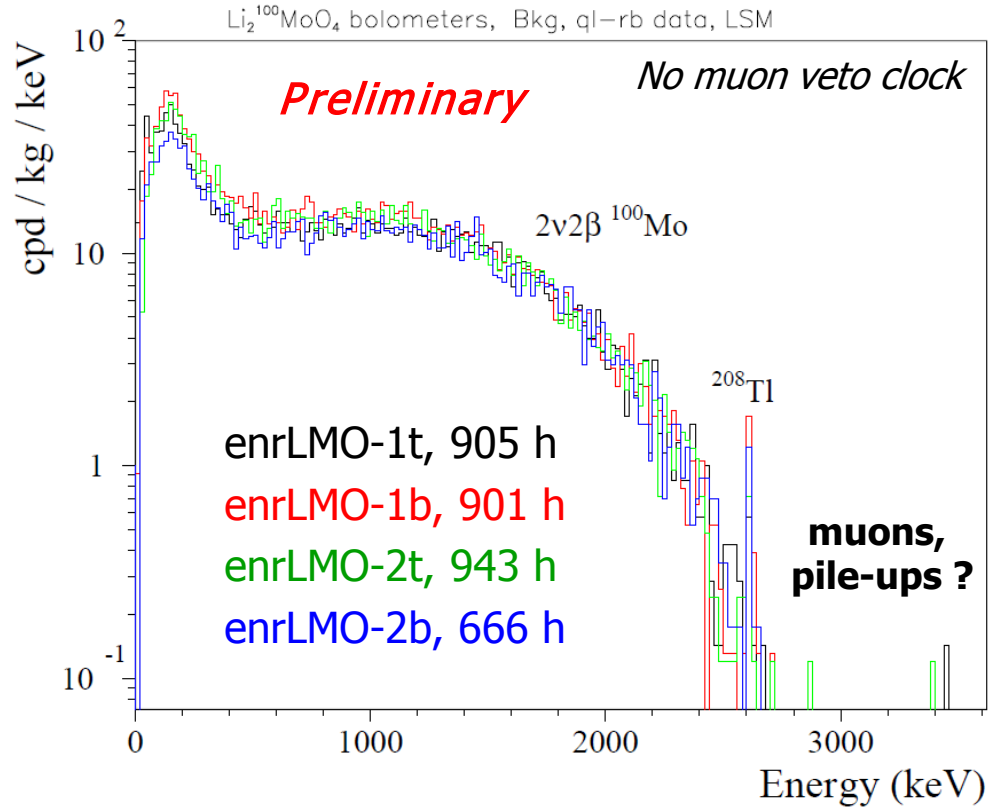 Li₂¹⁰⁰MoO₄ bolometers, Bkg, ql-rb data, LSM
10²
Preliminary
No muon veto clock
cpd / kg / keV
10
2ν2β ¹⁰⁰Mo
²⁰⁸Tl
1
enrLMO-1t, 905 h
enrLMO-1b, 901 h
enrLMO-2t, 943 h
enrLMO-2b, 666 h
muons,
pile-ups ?
10⁻¹
0 1000 2000 3000
Energy (keV)